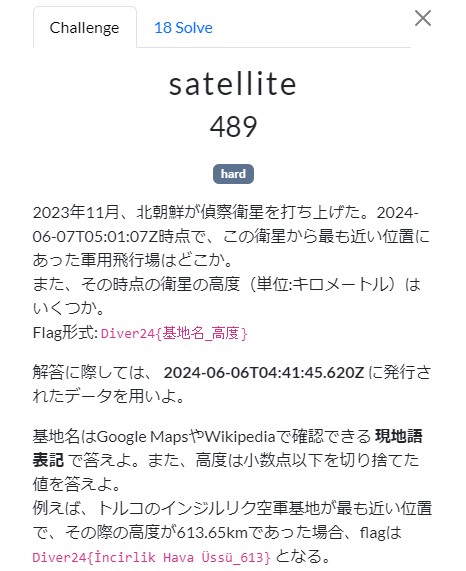 Challenge
18 Solve
satellite
489
hard
2023年11月、北朝鮮が偵察衛星を打ち上げた。2024-
06-07T05:01:07Z時点で、この衛星から最も近い位置に
あった軍用飛行場はどこか。
また、その時点の衛星の高度（単位:キロメートル）は
いくつか。
Flag形式: Diver24{基地名_高度}
解答に際しては、 2024-06-06T04:41:45.620Z に発行さ
れたデータを用いよ。
基地名はGoogle MapsやWikipediaで確認できる 現地語
表記 で答えよ。また、高度は小数点以下を切り捨てた
値を答えよ。
例えば、トルコのインジルリク空軍基地が最も近い位置
で、その際の高度が613.65kmであった場合、flagは
Diver24{İncirlik Hava Üssü_613} となる。